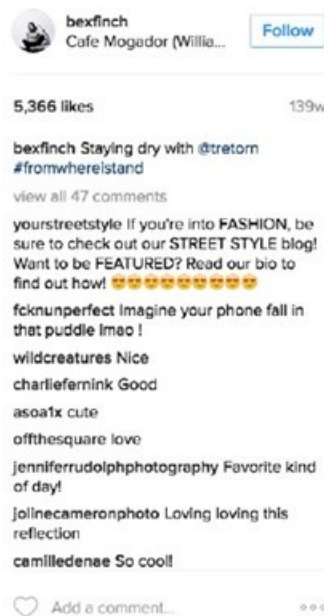 bexfinch
Cafe Mogador (Willia...
Follow
5,366 likes
139w
bexfinch Staying dry with @tretorn
#fromwhereistand
view all 47 comments
yourstreetstyle If you're into FASHION, be
sure to check out our STREET STYLE blog!
Want to be FEATURED? Read our bio to
find out how! 😍😍😍😍😍😍😍😍😍
fcknunperfect Imagine your phone fall in
that puddle lmao !
wildcreatures Nice
charliefernink Good
asoa1x cute
offthesquare love
jenniferrudolphphotography Favorite kind
of day!
jolinecameronphoto Loving loving this
reflection
camilledenae So cool!
Add a comment...